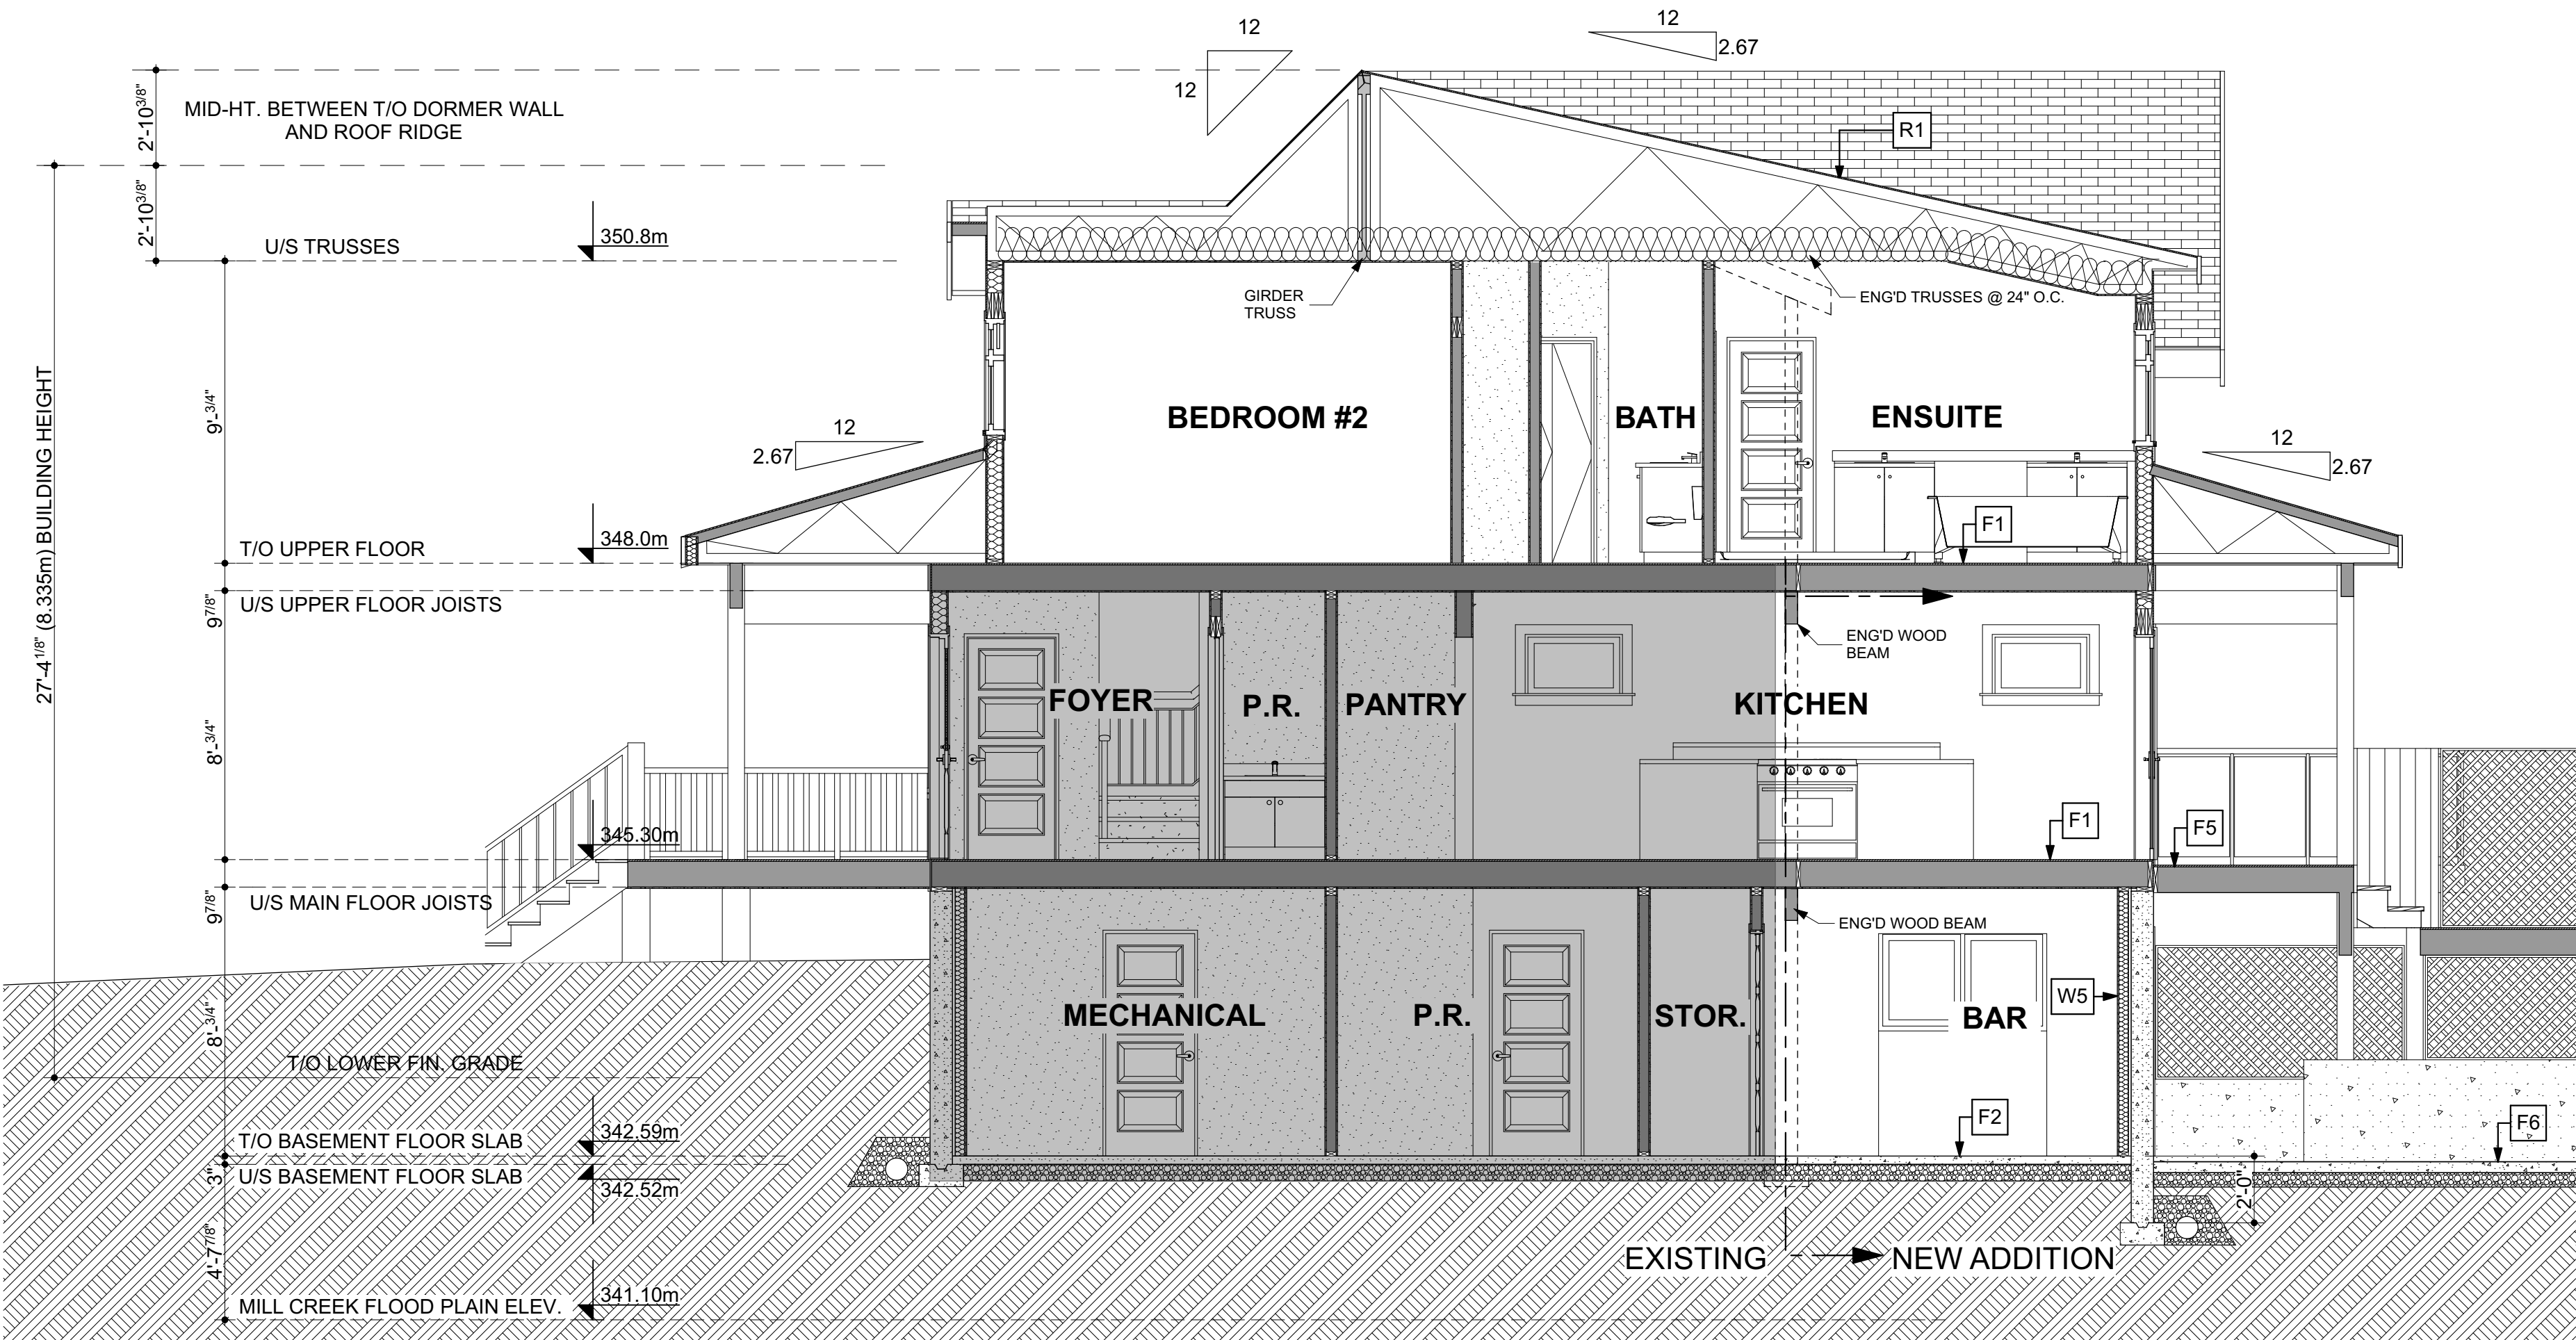 12
12
12
2.67
2'-10 3/8"
MID-HT. BETWEEN T/O DORMER WALL
AND ROOF RIDGE
R1
2'-10 3/8"
U/S TRUSSES
350.8m
GIRDER
TRUSS
ENG'D TRUSSES @ 24" O.C.
27'-4 1/8" (8.335m) BUILDING HEIGHT
9'- 3/4"
BEDROOM #2
BATH
ENSUITE
12
2.67
12
2.67
T/O UPPER FLOOR
348.0m
F1
9 7/8"
U/S UPPER FLOOR JOISTS
ENG'D WOOD
BEAM
8'- 3/4"
FOYER
P.R.
PANTRY
KITCHEN
345.30m
F1
F5
9 7/8"
U/S MAIN FLOOR JOISTS
ENG'D WOOD BEAM
8'- 3/4"
MECHANICAL
P.R.
STOR.
BAR
W5
T/O LOWER FIN. GRADE
T/O BASEMENT FLOOR SLAB
342.59m
F2
F6
3"
U/S BASEMENT FLOOR SLAB
342.52m
2'-0"
4'-7 7/8"
EXISTING
NEW ADDITION
MILL CREEK FLOOD PLAIN ELEV.
341.10m